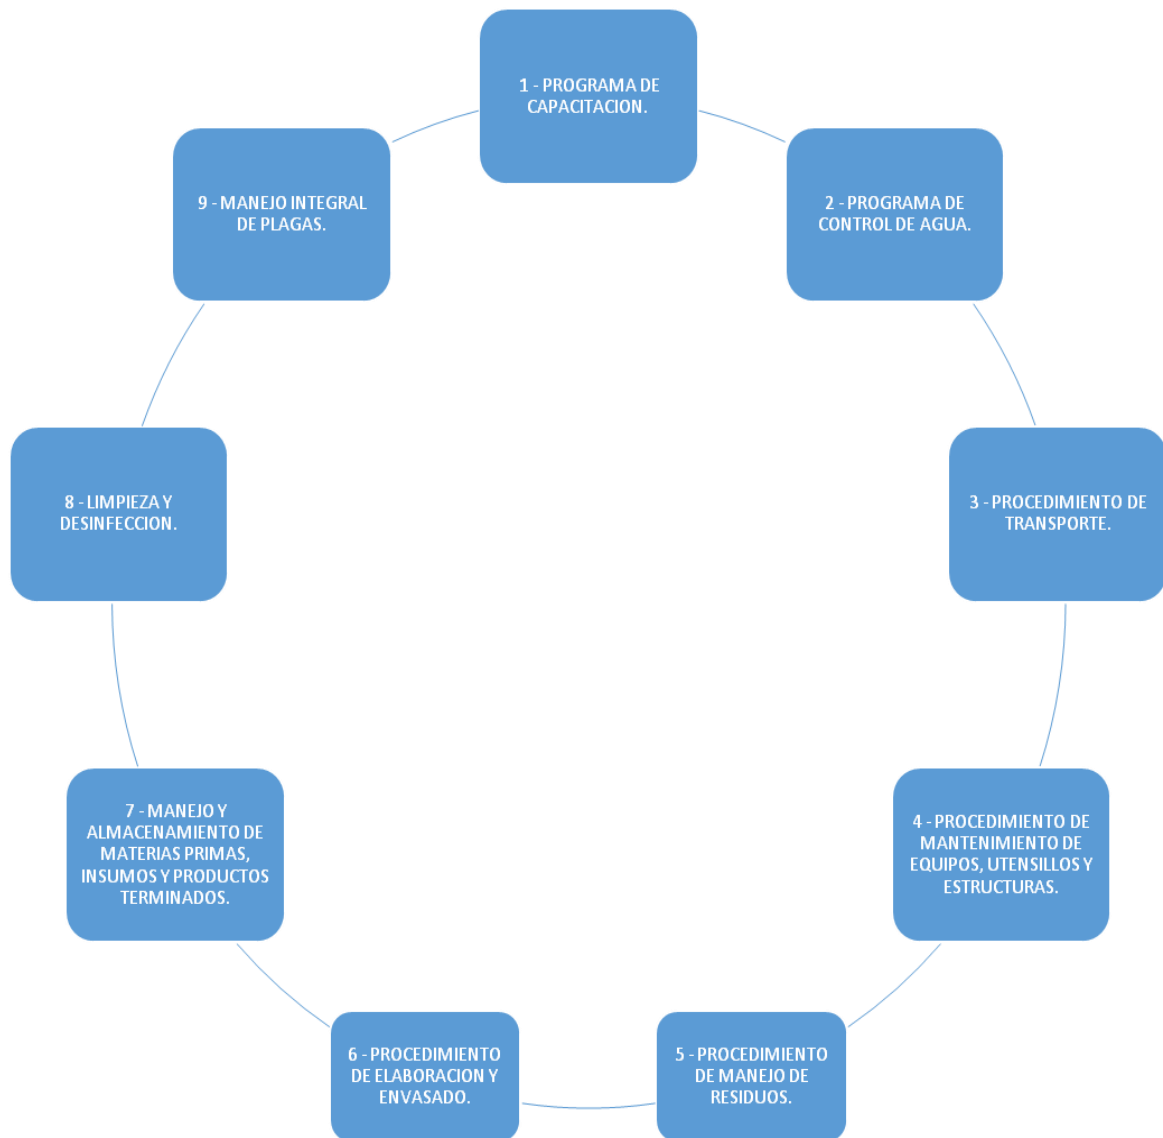 1 - PROGRAMA DE
CAPACITACION.
2 - PROGRAMA DE
CONTROL DE AGUA.
3 - PROCEDIMIENTO DE
TRANSPORTE.
4 - PROCEDIMIENTO DE
MANTENIMIENTO DE
EQUIPOS, UTENSILLOS Y
ESTRUCTURAS.
5 - PROCEDIMIENTO
DE MANEJO DE
RESIDUOS.
6 - PROCEDIMIENTO
DE ELABORACION Y
ENVASADO.
7 - MANEJO Y
ALMACENAMIENTO DE
MATERIAS PRIMAS,
INSUMOS Y PRODUCTOS
TERMINADOS.
8 - LIMPIEZA Y
DESINFECCION.
9 - MANEJO INTEGRAL
DE PLAGAS.